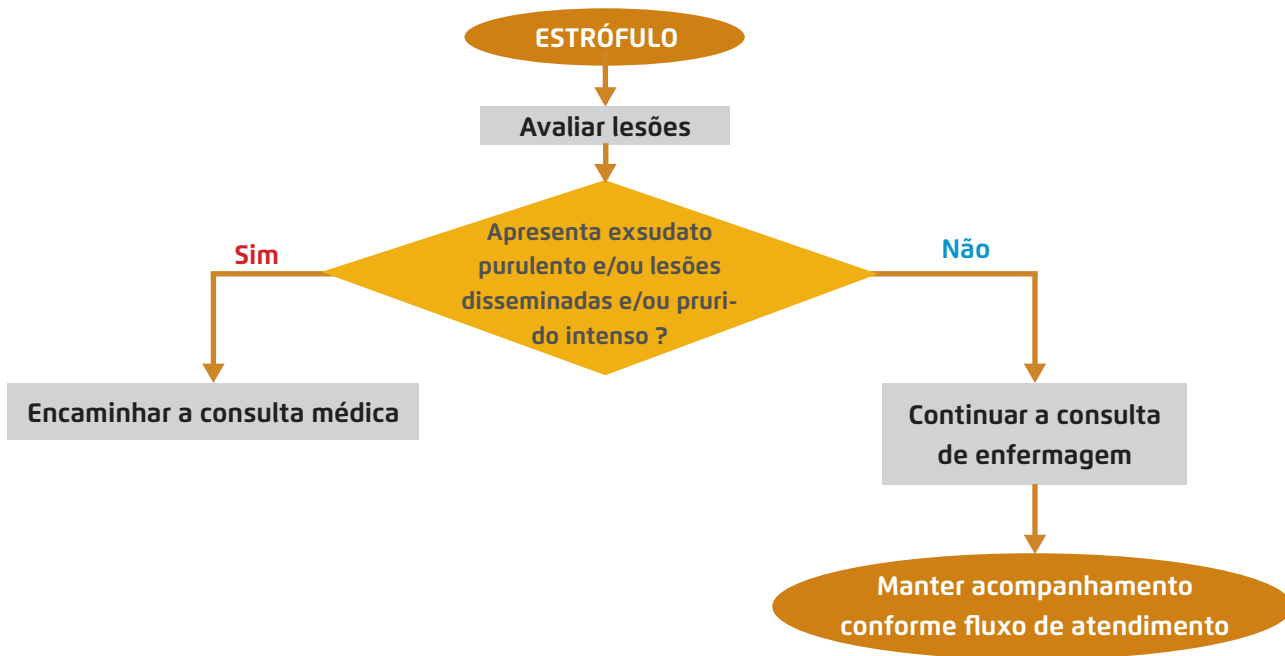 ESTRÓFULO
Avaliar lesões
Apresenta exsudato
purulento e/ou lesões
disseminadas e/ou pruri-
do intenso ?
Sim
Não
Encaminhar a consulta médica
Continuar a consulta
de enfermagem
Manter acompanhamento
conforme fluxo de atendimento